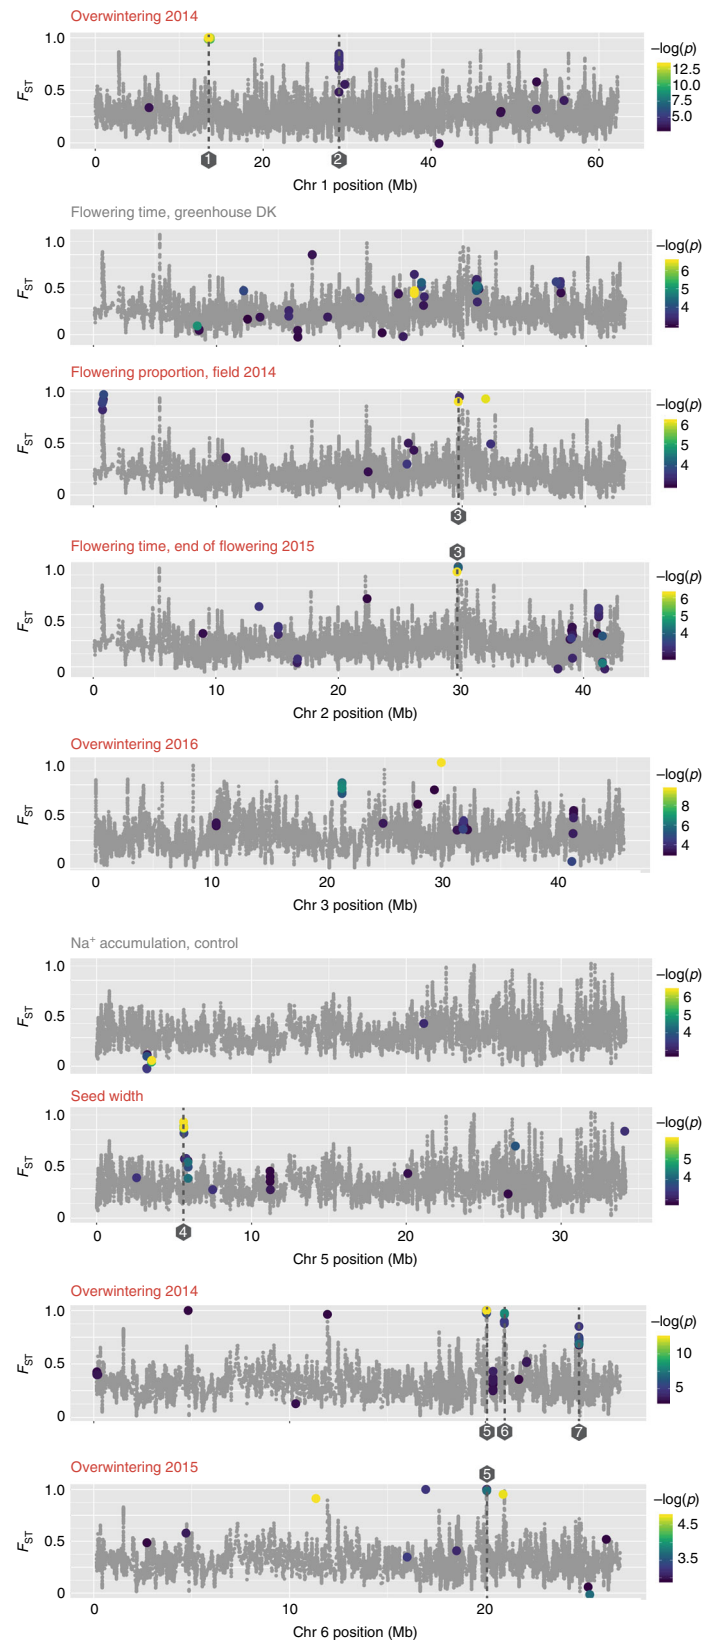 Overwintering 2014
1.0
0.5
0
F_ST
−log(p)
12.5
7.5
5.0
1
2
0 20 40 60
Chr 1 position (Mb)
Flowering time, greenhouse DK
1.0
0.5
0
F_ST
−log(p)
6
5
4
Flowering proportion, field 2014
1.0
0.5
0
F_ST
−log(p)
6
5
4
3
Flowering time, end of flowering 2015
3
1.0
0.5
0
F_ST
−log(p)
6
5
4
0 10 20 30 40
Chr 2 position (Mb)
Overwintering 2016
1.0
0.5
0
F_ST
−log(p)
8
6
4
0 10 20 30 40
Chr 3 position (Mb)
Na⁺ accumulation, control
1.0
0.5
0
F_ST
−log(p)
6
5
4
Seed width
1.0
0.5
0
F_ST
−log(p)
6
5
4
4
0 10 20 30
Chr 5 position (Mb)
Overwintering 2014
1.0
0.5
0
F_ST
−log(p)
10
5
5 6 7
Overwintering 2015
5
1.0
0.5
0
F_ST
−log(p)
4.5
3.5
0 10 20
Chr 6 position (Mb)